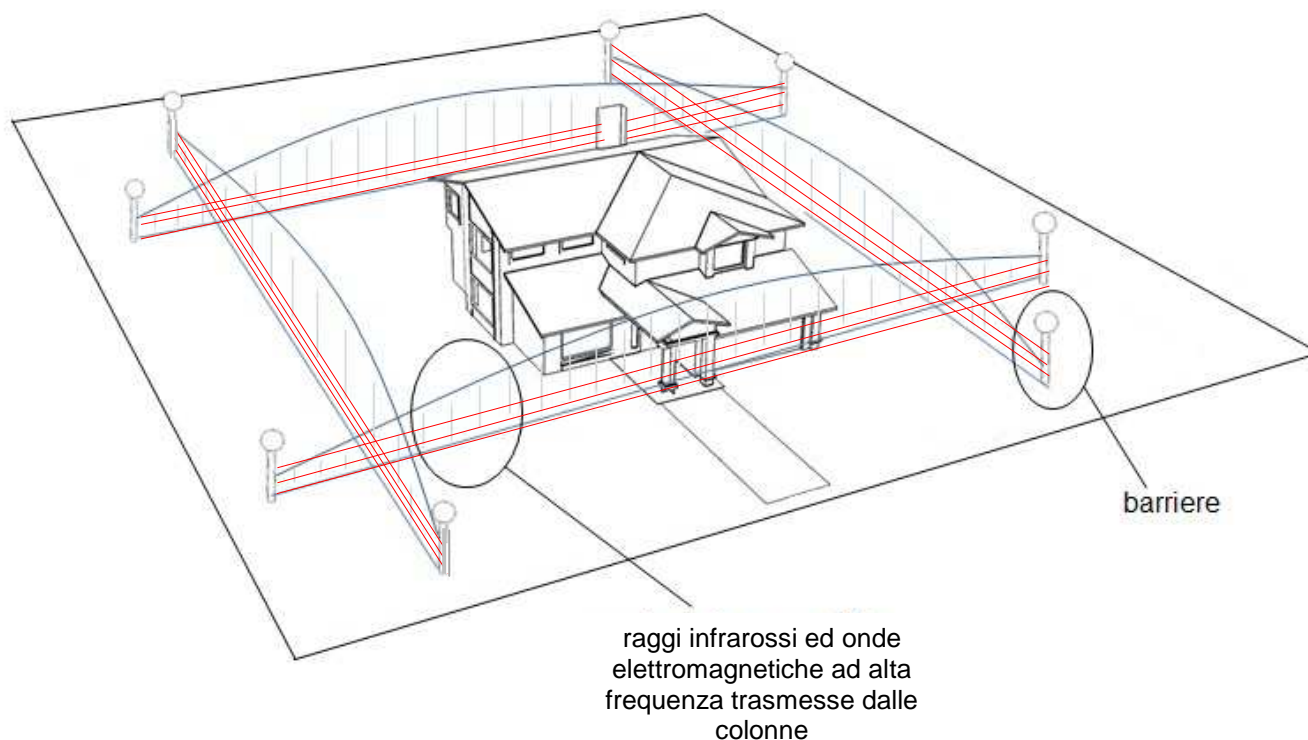 barriere
raggi infrarossi ed onde
elettromagnetiche ad alta
frequenza trasmesse dalle
colonne